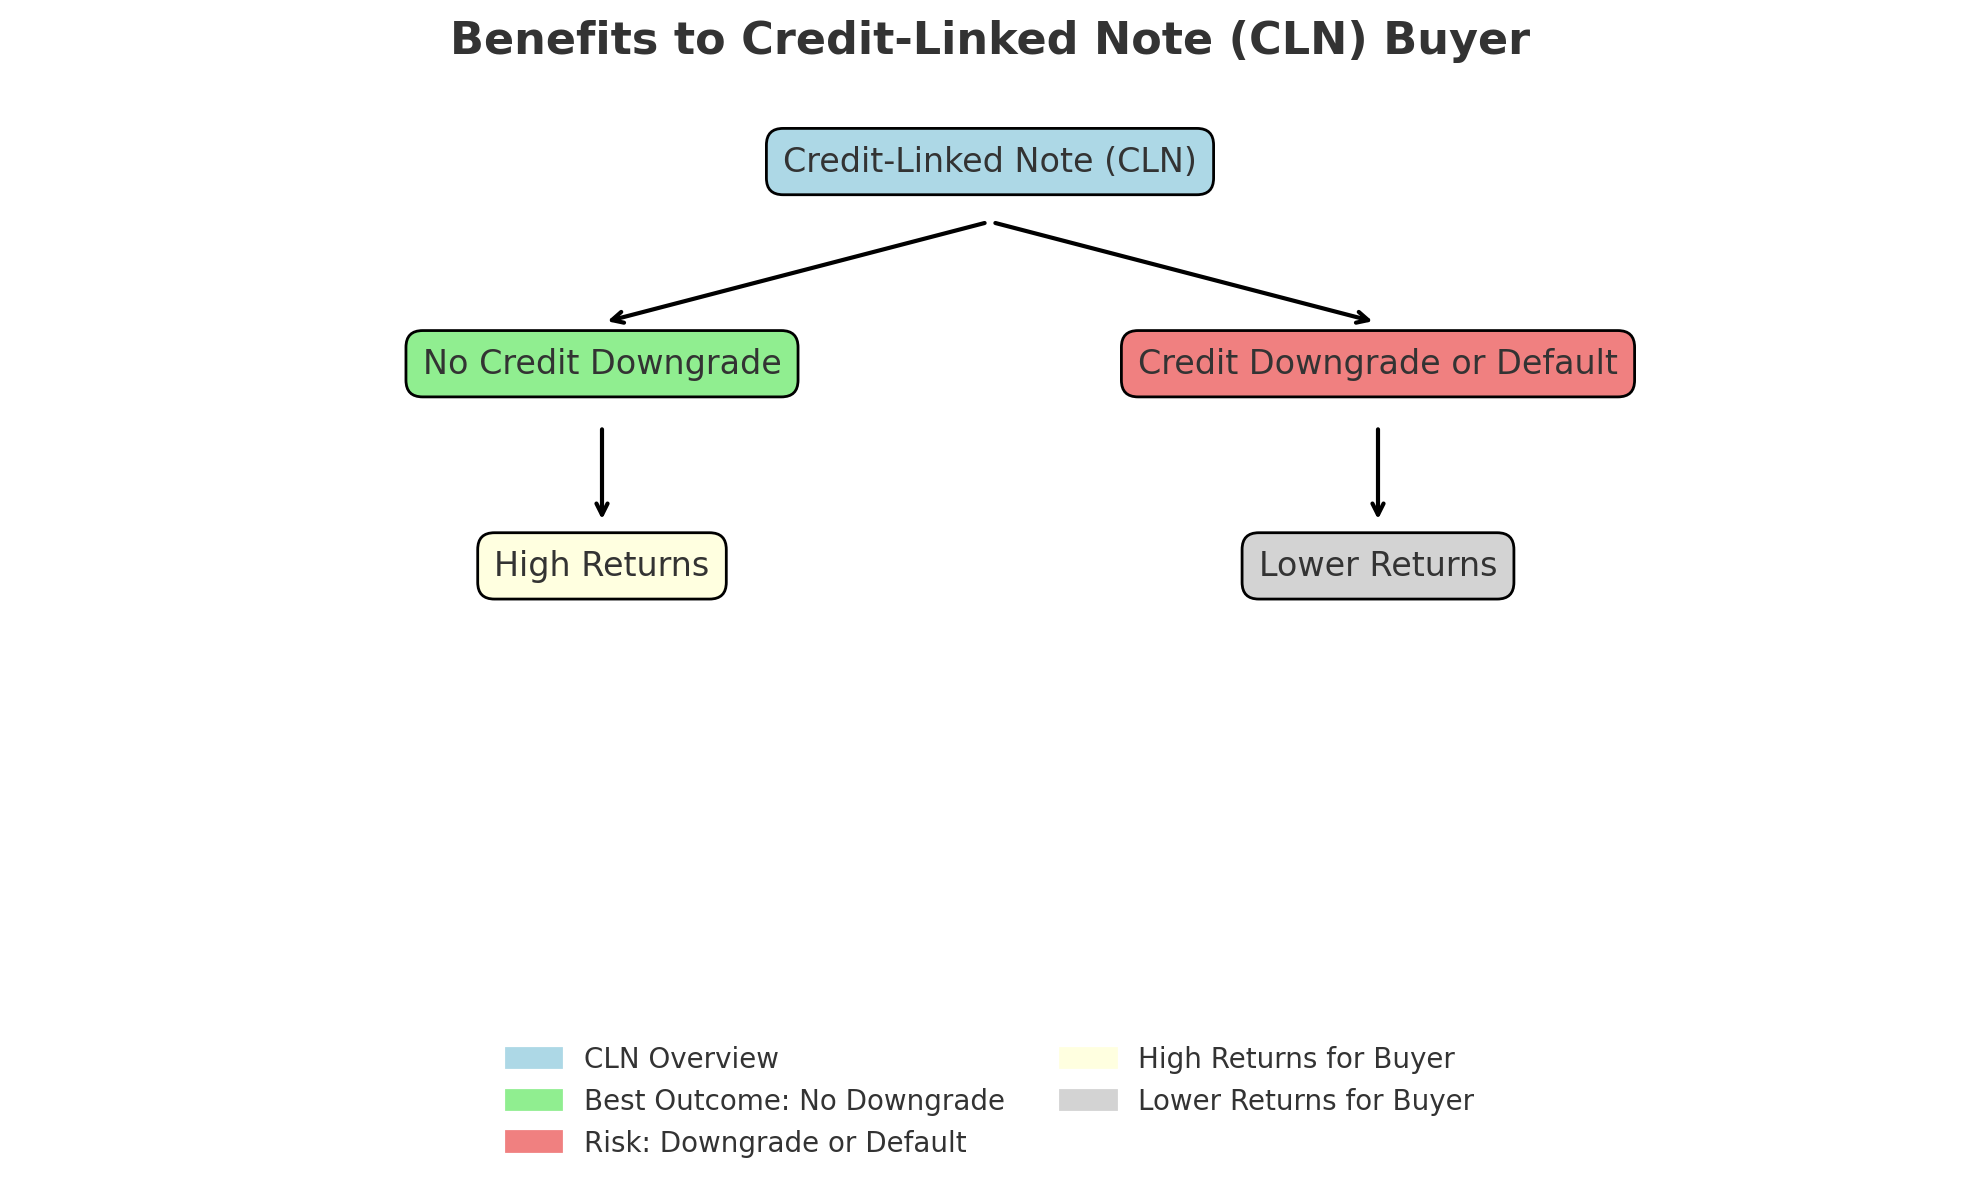 Benefits to Credit-Linked Note (CLN) Buyer
Credit-Linked Note (CLN)
No Credit Downgrade
Credit Downgrade or Default
High Returns
Lower Returns
CLN Overview
Best Outcome: No Downgrade
Risk: Downgrade or Default
High Returns for Buyer
Lower Returns for Buyer